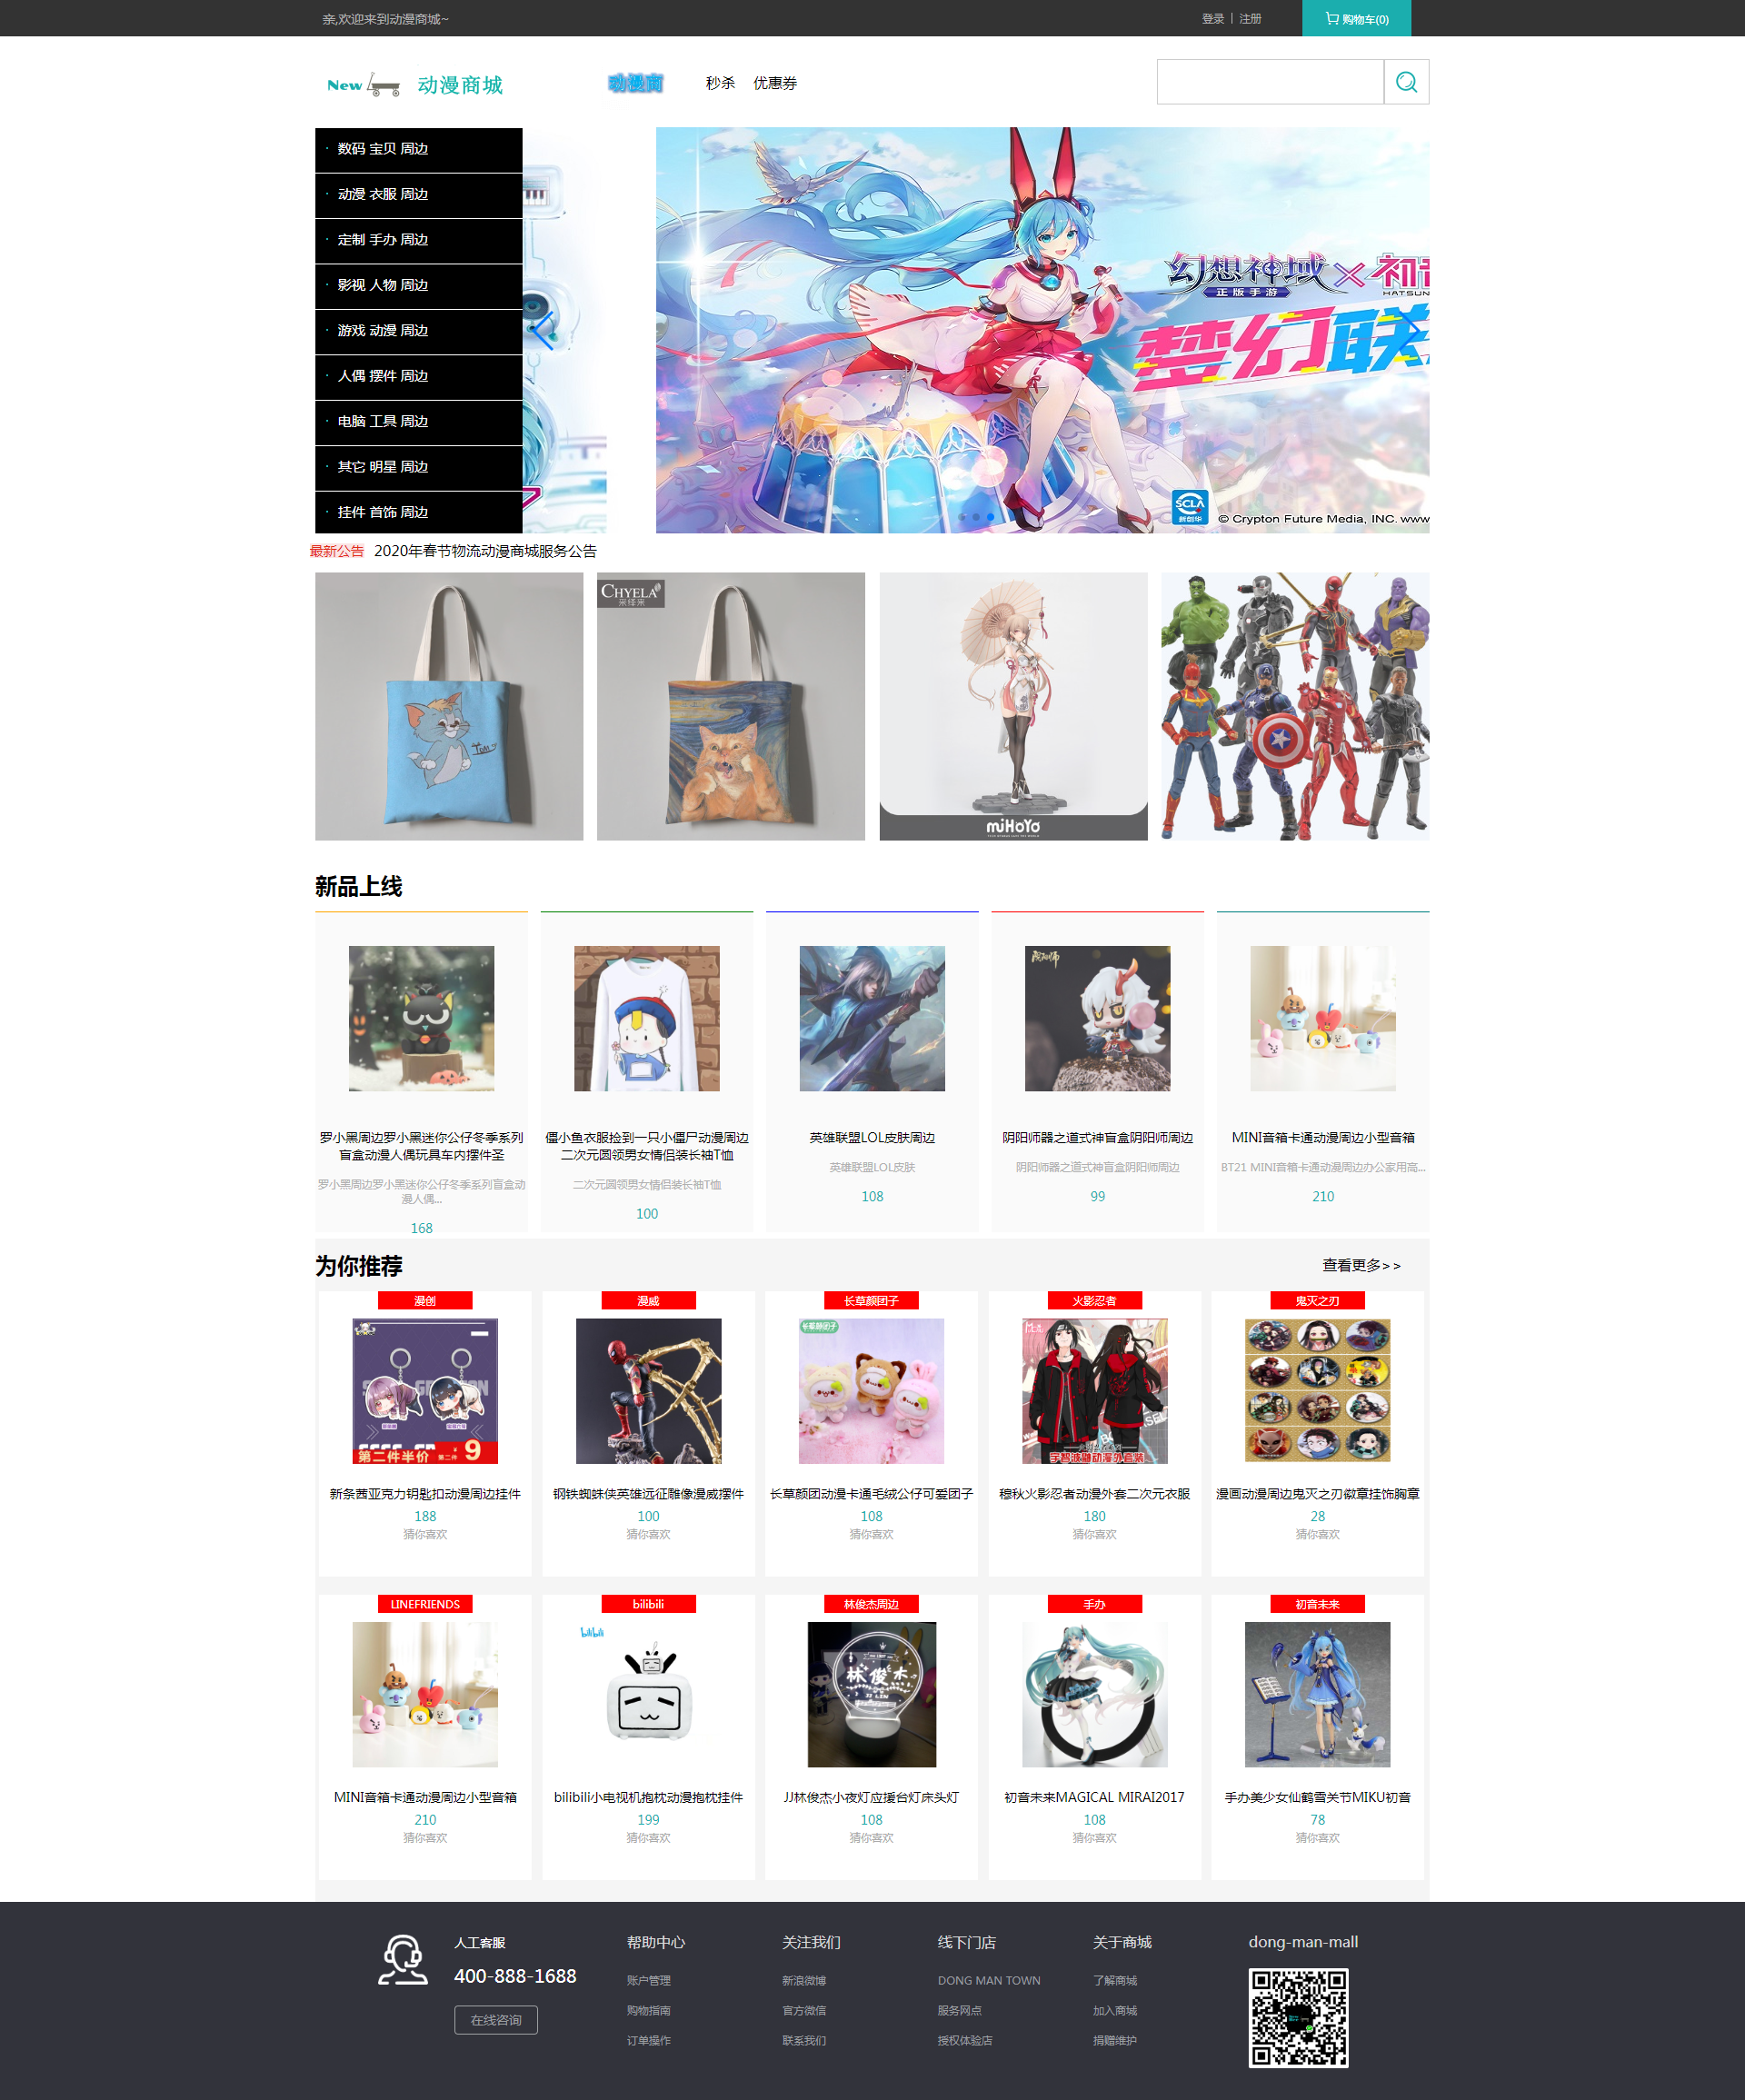 亲,欢迎来到动漫商城~
登录 | 注册
购物车(0)
New 动漫商城
动漫商
秒杀 优惠券
· 数码 宝贝 周边
· 动漫 衣服 周边
· 定制 手办 周边
· 影视 人物 周边
· 游戏 动漫 周边
· 人偶 摆件 周边
· 电脑 工具 周边
· 其它 明星 周边
· 挂件 首饰 周边
幻想神域
正版手游
HATSUN
梦幻联
SCLA
新创华
© Crypton Future Media, INC. www
最新公告 2020年春节物流动漫商城服务公告
Tom
CHYELA
miHoYo
新品上线
罗小黑周边罗小黑迷你公仔冬季系列
盲盒动漫人偶玩具车内摆件圣
罗小黑周边罗小黑迷你公仔冬季系列盲盒动
漫人偶...
168
僵小鱼衣服捡到一只小僵尸动漫周边
二次元圆领男女情侣装长袖T恤
二次元圆领男女情侣装长袖T恤
100
英雄联盟LOL皮肤周边
英雄联盟LOL皮肤
108
阴阳师器之道式神盲盒阴阳师周边
阴阳师器之道式神盲盒阴阳师周边
99
MINI音箱卡通动漫周边小型音箱
BT21 MINI音箱卡通动漫周边办公家用高...
210
为你推荐
查看更多>>
漫创
第二件半价 第二件 ¥9
新条茜亚克力钥匙扣动漫周边挂件
188
猜你喜欢
漫威
钢铁蜘蛛侠英雄远征雕像漫威摆件
100
猜你喜欢
长草颜团子
长草颜团子
长草颜团动漫卡通毛绒公仔可爱团子
108
猜你喜欢
火影忍者
宇智波鼬动漫外套装
穆秋火影忍者动漫外套二次元衣服
180
猜你喜欢
鬼灭之刃
漫画动漫周边鬼灭之刃徽章挂饰胸章
28
猜你喜欢
LINEFRIENDS
MINI音箱卡通动漫周边小型音箱
210
猜你喜欢
bilibili
bilibili
bilibili小电视机抱枕动漫抱枕挂件
199
猜你喜欢
林俊杰周边
林俊杰
JJ LIN
JJ林俊杰小夜灯应援台灯床头灯
108
猜你喜欢
手办
初音未来MAGICAL MIRAI2017
108
猜你喜欢
初音未来
手办美少女仙鹤雪关节MIKU初音
78
猜你喜欢
人工客服
400-888-1688
在线咨询
帮助中心
账户管理
购物指南
订单操作
关注我们
新浪微博
官方微信
联系我们
线下门店
DONG MAN TOWN
服务网点
授权体验店
关于商城
了解商城
加入商城
捐赠维护
dong-man-mall